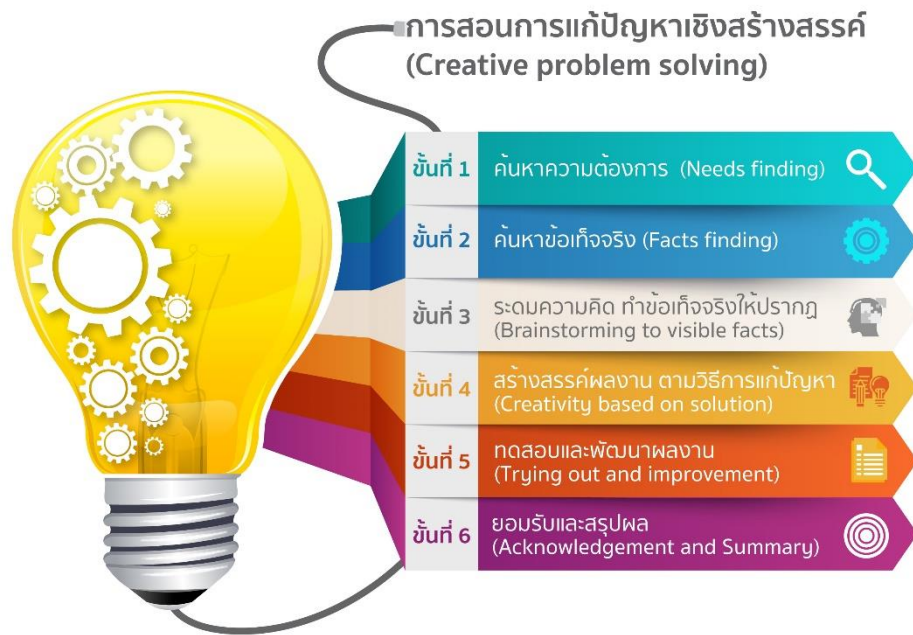 การสอนการแก้ปัญหาเชิงสร้างสรรค์
(Creative problem solving)
ขั้นที่ 1 ค้นหาความต้องการ (Needs finding)
ขั้นที่ 2 ค้นหาข้อเท็จจริง (Facts finding)
ขั้นที่ 3 ระดมความคิด ทำข้อเท็จจริงให้ปรากฏ
(Brainstorming to visible facts)
ขั้นที่ 4 สร้างสรรค์ผลงาน ตามวิธีการแก้ปัญหา
(Creativity based on solution)
ขั้นที่ 5 ทดสอบและพัฒนาผลงาน
(Trying out and improvement)
ขั้นที่ 6 ยอมรับและสรุปผล
(Acknowledgement and Summary)